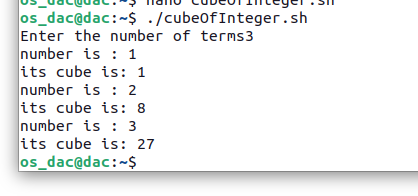 os_dac@dac:~$ nano cubeOfInteger.sh
os_dac@dac:~$ ./cubeOfInteger.sh
Enter the number of terms3
number is : 1
its cube is: 1
number is : 2
its cube is: 8
number is : 3
its cube is: 27
os_dac@dac:~$